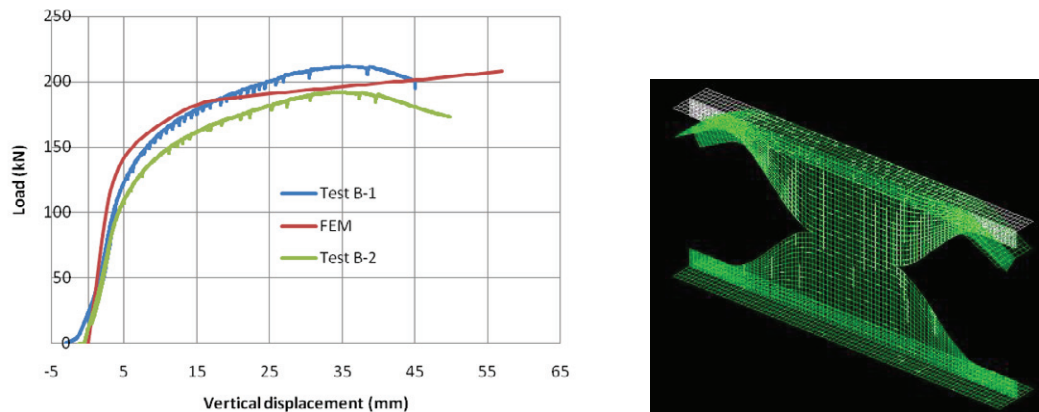 250
200
150
100
50
0
Load (kN)
Test B-1
FEM
Test B-2
-5 5 15 25 35 45 55 65
Vertical displacement (mm)